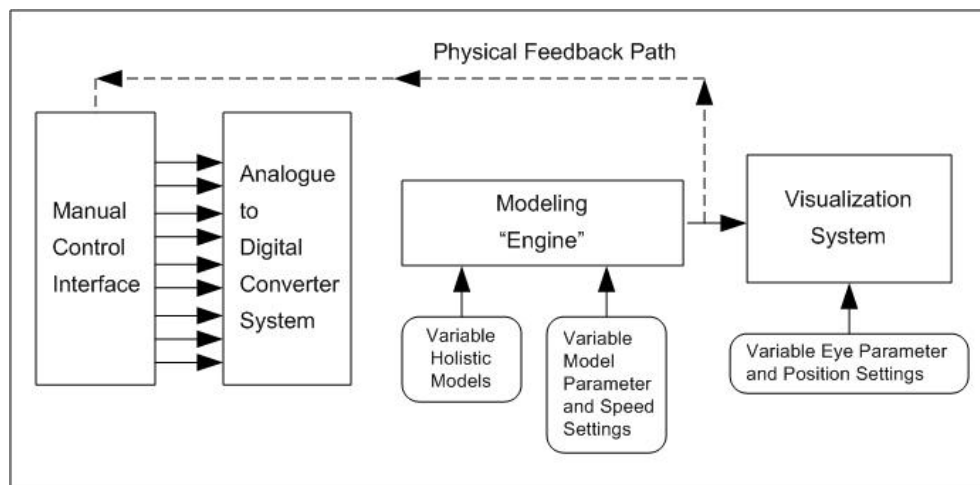 Physical Feedback Path
Manual
Control
Interface
Analogue
to
Digital
Converter
System
Modeling
“Engine”
Visualization
System
Variable
Holistic
Models
Variable
Model
Parameter
and Speed
Settings
Variable Eye Parameter
and Position Settings